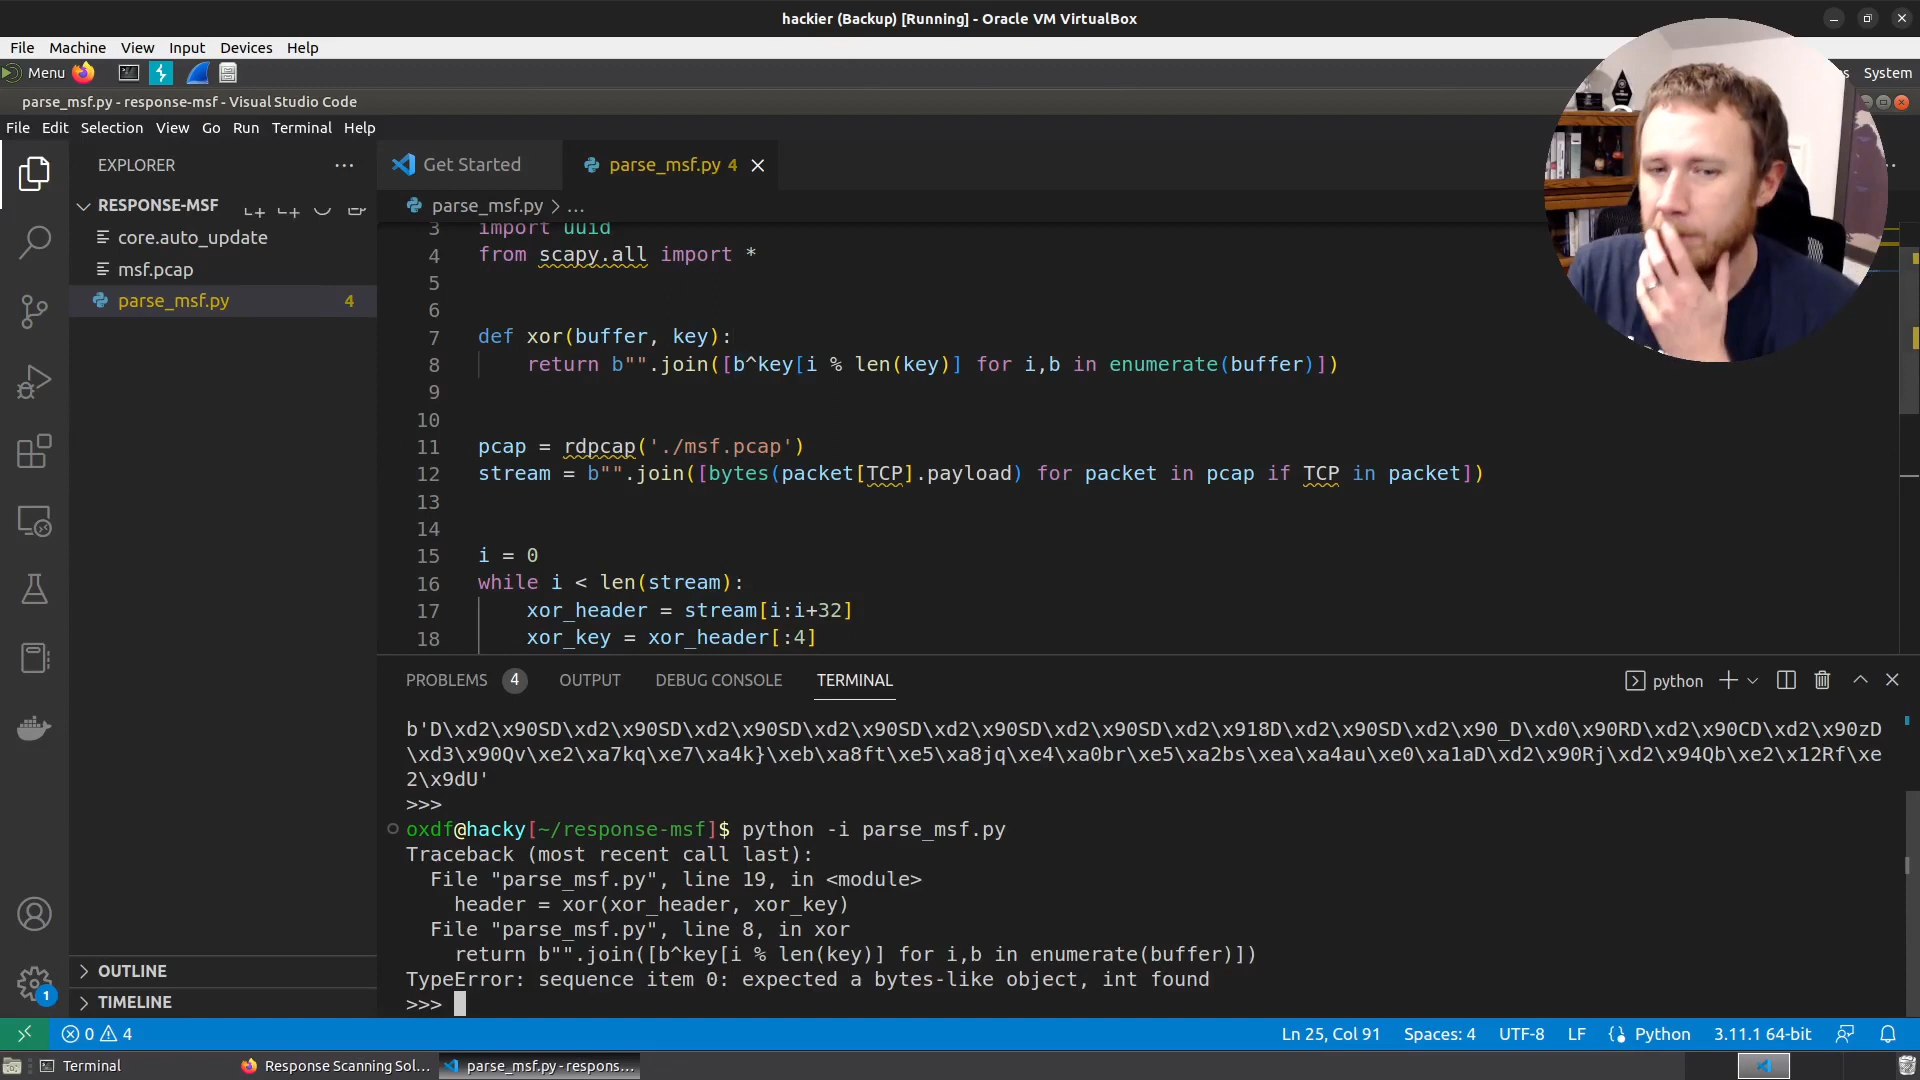 hackier (Backup) [Running] - Oracle VM VirtualBox
File Machine View Input Devices Help
Menu
System
parse_msf.py - response-msf - Visual Studio Code
File Edit Selection View Go Run Terminal Help
EXPLORER
Get Started
parse_msf.py 4
RESPONSE-MSF
parse_msf.py > ...
core.auto_update
msf.pcap
parse_msf.py 4
3 import uuid
4 from scapy.all import *
5
6
7 def xor(buffer, key):
8 return b"".join([b^key[i % len(key)] for i,b in enumerate(buffer)])
9
10
11 pcap = rdpcap('./msf.pcap')
12 stream = b"".join([bytes(packet[TCP].payload) for packet in pcap if TCP in packet])
13
14
15 i = 0
16 while i < len(stream):
17 xor_header = stream[i:i+32]
18 xor_key = xor_header[:4]
PROBLEMS 4 OUTPUT DEBUG CONSOLE TERMINAL
python
b'D\xd2\x90SD\xd2\x90SD\xd2\x90SD\xd2\x90SD\xd2\x90SD\xd2\x90SD\xd2\x918D\xd2\x90SD\xd2\x90_D\xd0\x90RD\xd2\x90CD\xd2\x90zD
\xd3\x90Qv\xe2\xa7kq\xe7\xa4k}\xeb\xa8ft\xe5\xa8jq\xe4\xa0br\xe5\xa2bs\xea\xa4au\xe0\xa1aD\xd2\x90Rj\xd2\x94Qb\xe2\x12Rf\xe
2\x9dU'
>>>
oxdf@hacky[~/response-msf]$ python -i parse_msf.py
Traceback (most recent call last):
File "parse_msf.py", line 19, in <module>
header = xor(xor_header, xor_key)
File "parse_msf.py", line 8, in xor
return b"".join([b^key[i % len(key)] for i,b in enumerate(buffer)])
TypeError: sequence item 0: expected a bytes-like object, int found
>>>
OUTLINE
TIMELINE
1
0 4
Ln 25, Col 91 Spaces: 4 UTF-8 LF Python 3.11.1 64-bit
Terminal
Response Scanning Sol...
parse_msf.py - respons...